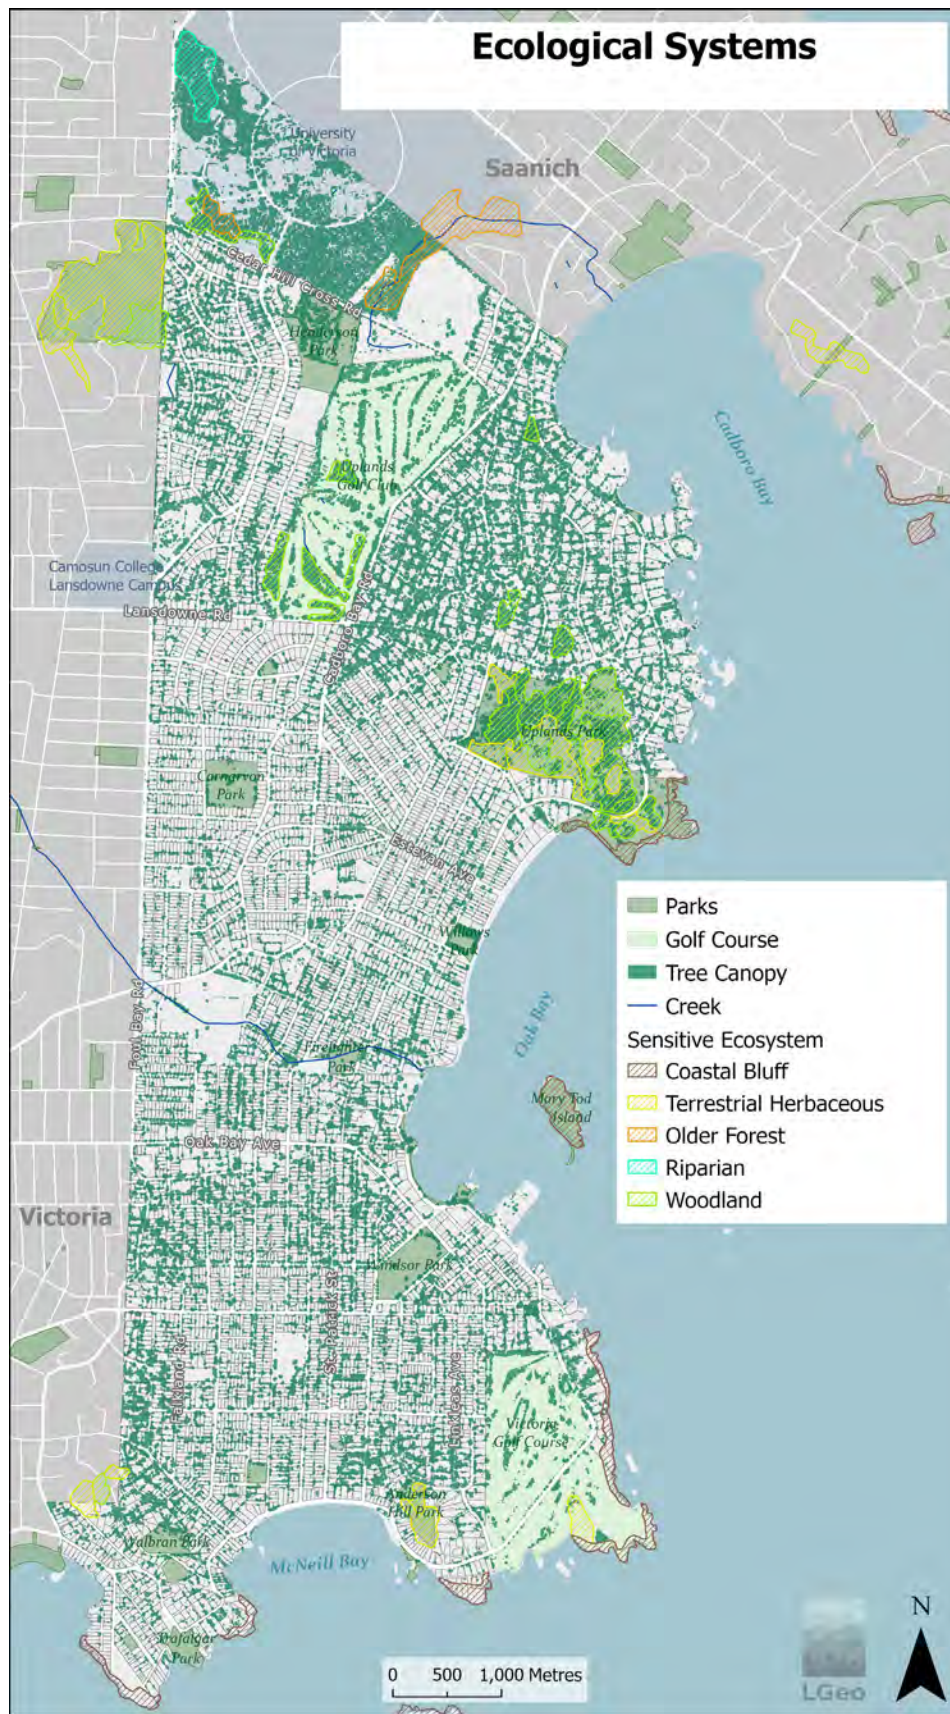 Ecological Systems
University
of Victoria
Saanich
Cedar Hill Cross Rd
Henderson
Park
Cadboro Bay
Uplands
Golf Club
Camosun College
Lansdowne Campus
Lansdowne Rd
Cadboro Bay Rd
Uplands Park
Carnarvon
Park
Estevan Ave
Willows
Park
Parks
Golf Course
Tree Canopy
Creek
Sensitive Ecosystem
Coastal Bluff
Terrestrial Herbaceous
Older Forest
Riparian
Woodland
Foul Bay Rd
Oak Bay
Firefighter
Park
Mary Tod
Island
Oak Bay Ave
Victoria
Windsor Park
St. Patrick St
Falkland Rd
Linkleas Ave
Victoria
Golf Course
Anderson
Hill Park
Walbran Park
McNeill Bay
Trafalgar
Park
0 500 1,000 Metres
N
LGeo